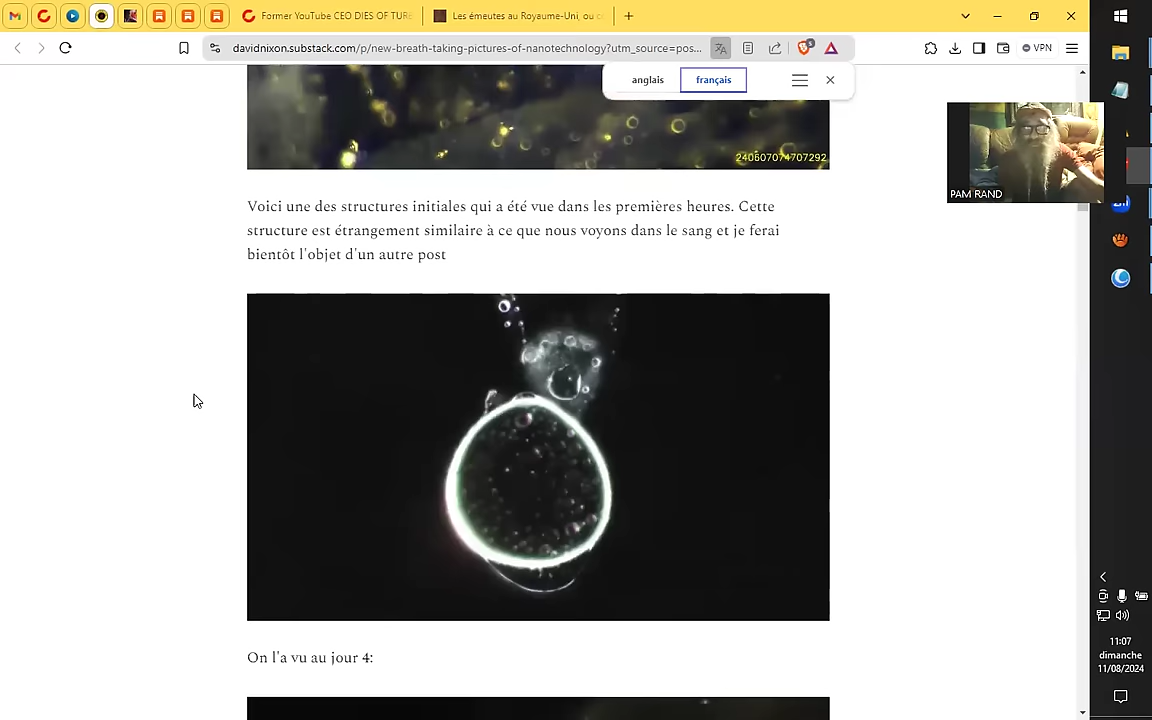 Former YouTube CEO DIES OF TUR
Les émeutes au Royaume-Uni, ou c
davidnixon.substack.com/p/new-breath-taking-pictures-of-nanotechnology?utm_source=pos...
VPN
anglais
français
240607074707292
PAM RAND
Voici une des structures initiales qui a été vue dans les premières heures. Cette
structure est étrangement similaire à ce que nous voyons dans le sang et je ferai
bientôt l'objet d'un autre post
On l'a vu au jour 4:
11:07
dimanche
11/08/2024